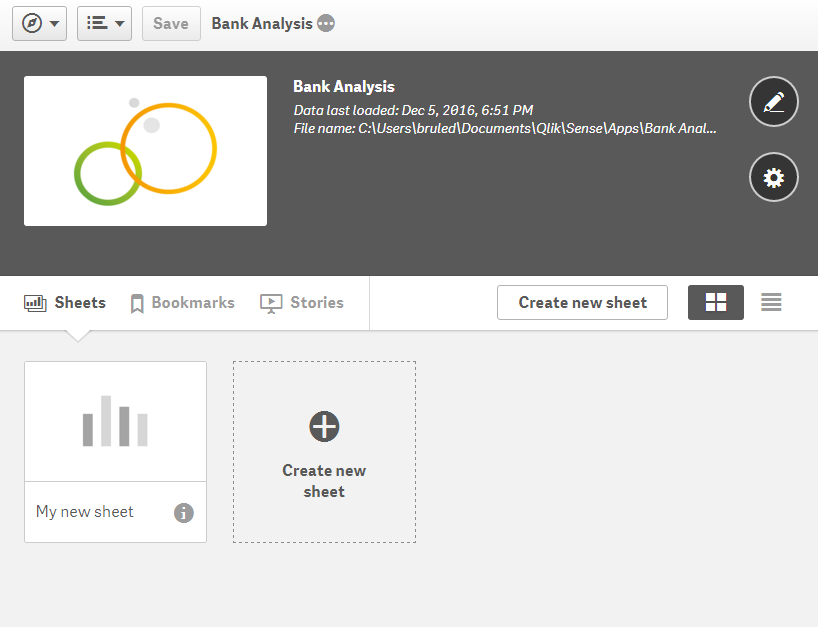 Save Bank Analysis
Bank Analysis
Data last loaded: Dec 5, 2016, 6:51 PM
File name: C:\Users\bruled\Documents\Qlik\Sense\Apps\Bank Anal...
Sheets Bookmarks Stories Create new sheet
My new sheet
Create new
sheet